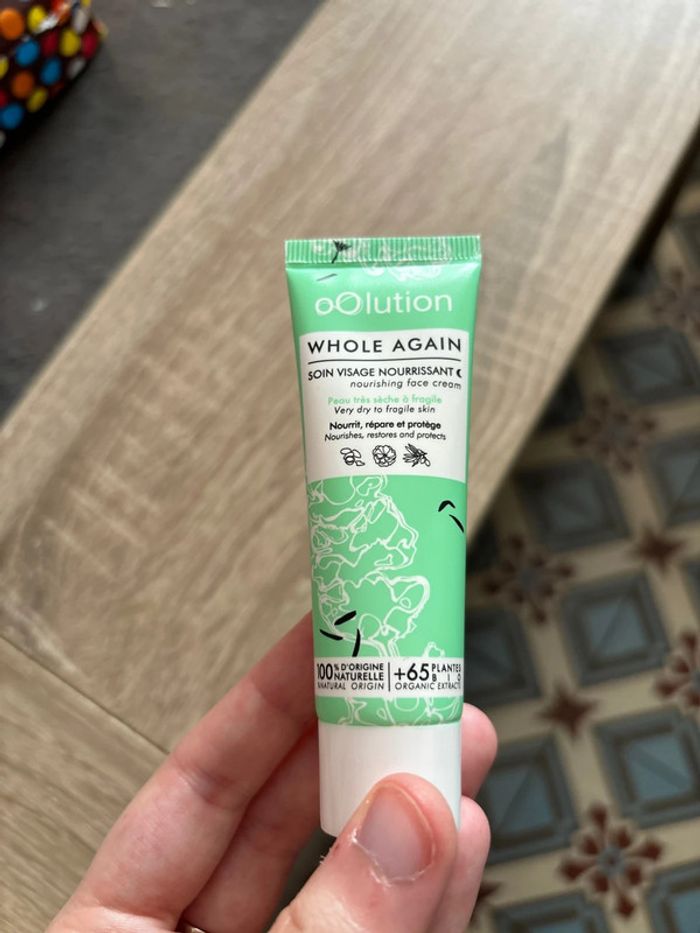 oOlution
WHOLE AGAIN
SOIN VISAGE NOURRISSANT
nourishing face cream
Peau très sèche à fragile
Very dry to fragile skin
Nourrit, répare et protège
Nourishes, restores and protects
100% D'ORIGINE NATURELLE
NATURAL ORIGIN
+65 PLANTES BIO
ORGANIC EXTRACTS